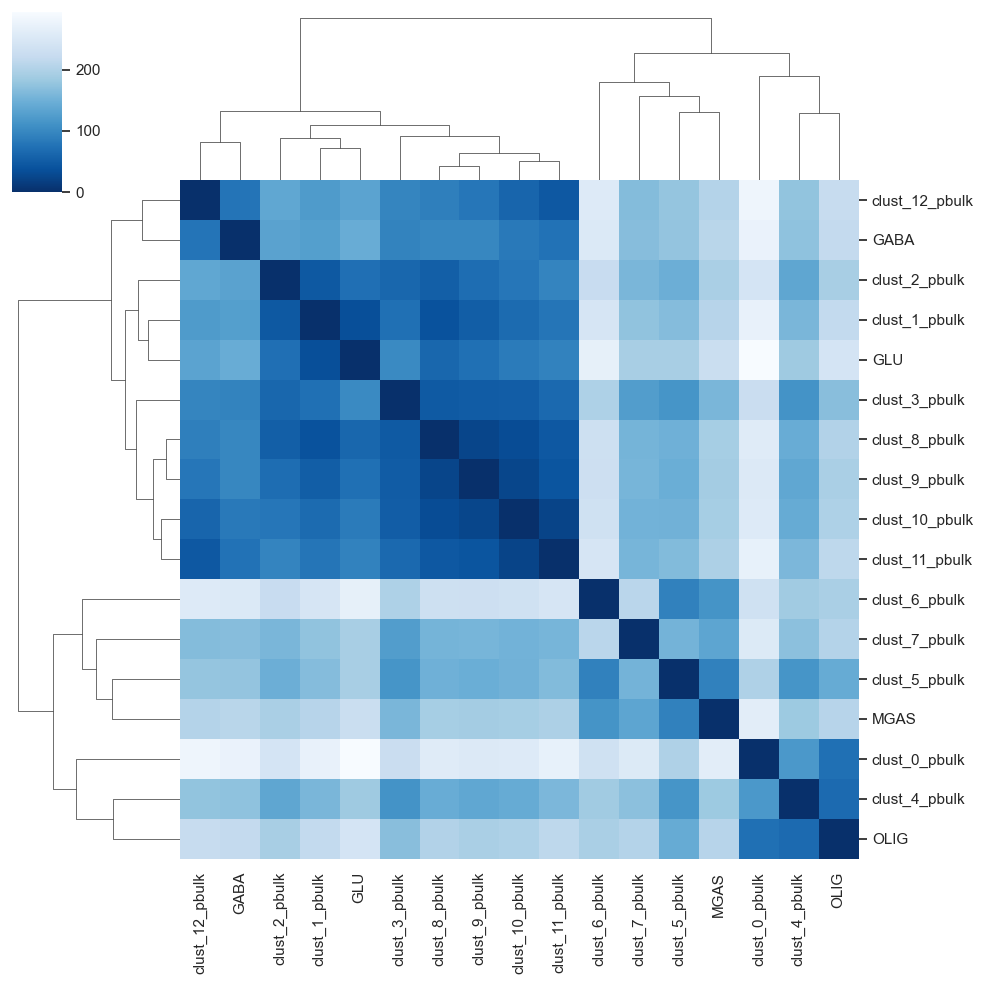 200
100
0
clust_12_pbulk
GABA
clust_2_pbulk
clust_1_pbulk
GLU
clust_3_pbulk
clust_8_pbulk
clust_9_pbulk
clust_10_pbulk
clust_11_pbulk
clust_6_pbulk
clust_7_pbulk
clust_5_pbulk
MGAS
clust_0_pbulk
clust_4_pbulk
OLIG
clust_12_pbulk
GABA
clust_2_pbulk
clust_1_pbulk
GLU
clust_3_pbulk
clust_8_pbulk
clust_9_pbulk
clust_10_pbulk
clust_11_pbulk
clust_6_pbulk
clust_7_pbulk
clust_5_pbulk
MGAS
clust_0_pbulk
clust_4_pbulk
OLIG